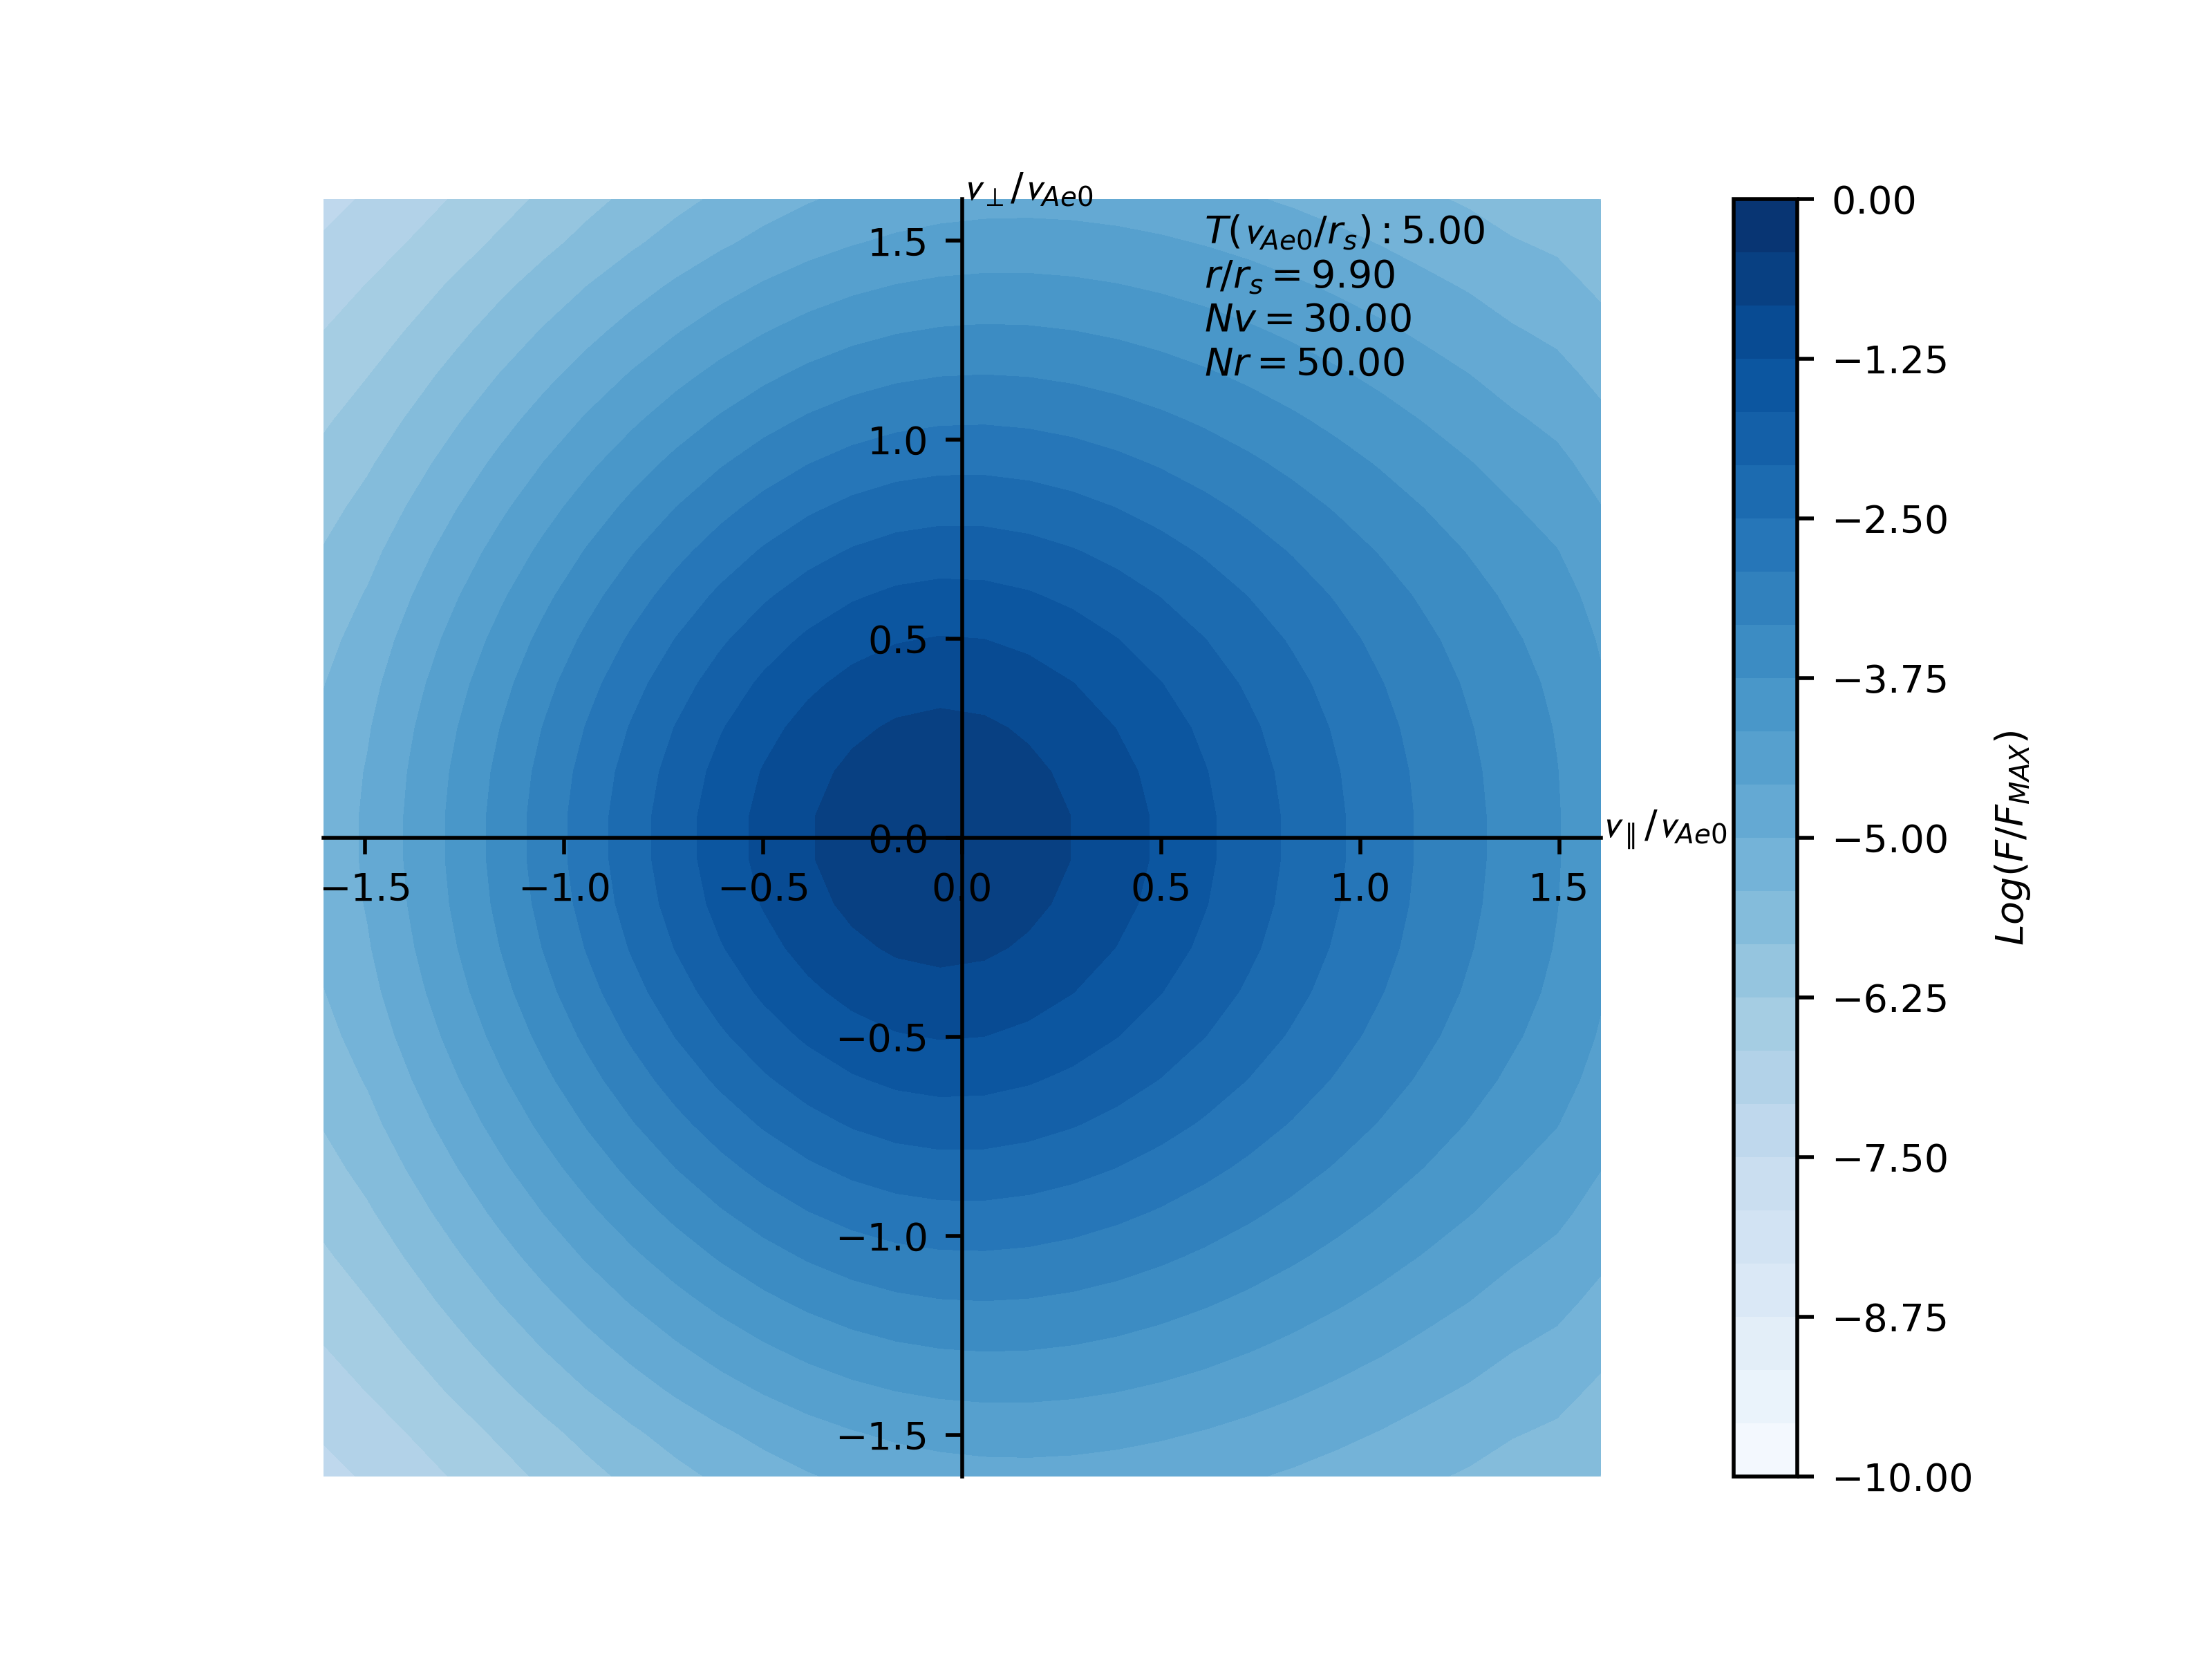 v⊥/vAe0
T(vAe0/rs) : 5.00
r/rs = 9.90
Nv = 30.00
Nr = 50.00
1.5
1.0
0.5
0.0
−0.5
−1.0
−1.5
−1.5 −1.0 −0.5 0.0 0.5 1.0 1.5
v∥/vAe0
0.00
−1.25
−2.50
−3.75
−5.00
−6.25
−7.50
−8.75
−10.00
Log(F/FMAX)